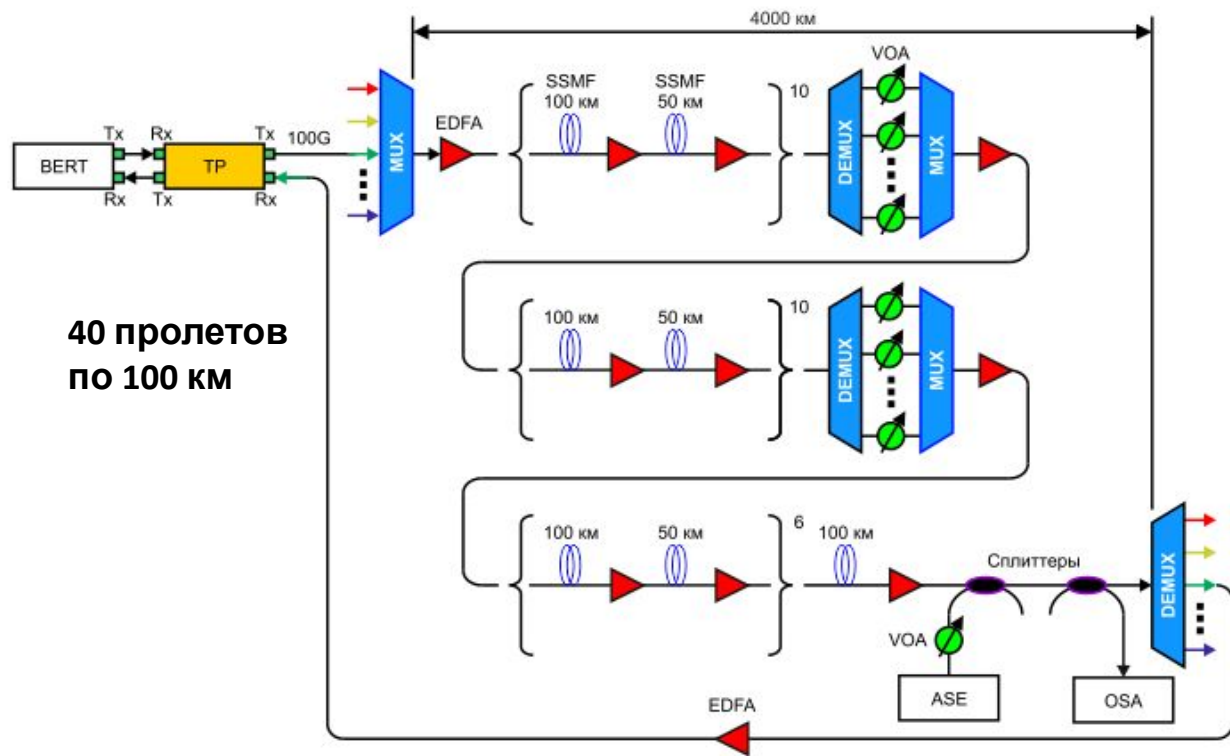 4000 км
VOA
SSMF
100 км
SSMF
50 км
10
EDFA
DEMUX
MUX
MUX
100G
Tx
Rx
Tx
BERT
TP
Rx
Tx
Rx
40 пролетов
по 100 км
100 км
50 км
10
DEMUX
MUX
100 км
50 км
6
100 км
Сплиттеры
DEMUX
VOA
ASE
OSA
EDFA